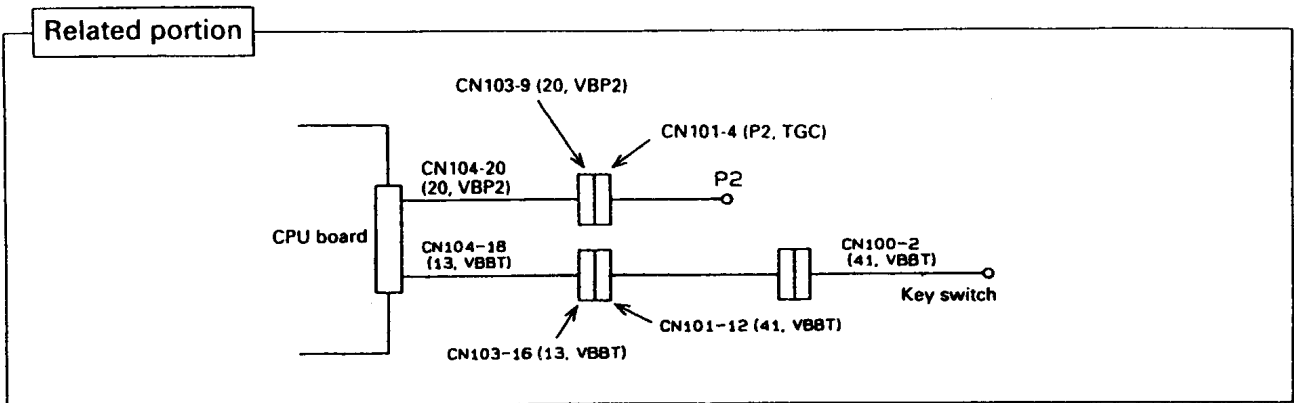 Related portion
CN103-9 (20, VBP2)
CN101-4 (P2, TGC)
CN104-20
(20, VBP2)
P2
CPU board
CN104-18
(13, VBBT)
CN100-2
(41, VBBT)
Key switch
CN101-12 (41, VBBT)
CN103-16 (13, VBBT)